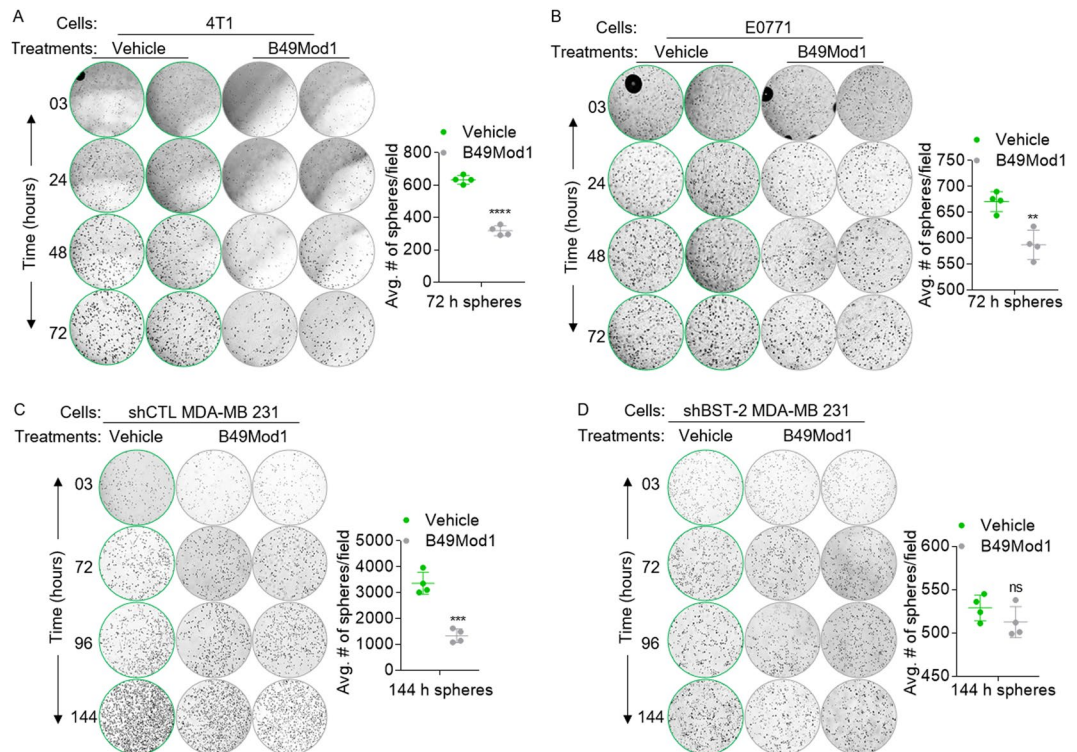 A
Cells: 4T1
Treatments: Vehicle B49Mod1
03
24
48
72
Time (hours)
Vehicle
B49Mod1
800
600
400
200
0
Avg. # of spheres/field
****
72 h spheres
B
Cells: E0771
Treatments: Vehicle B49Mod1
03
24
48
72
Time (hours)
Vehicle
B49Mod1
750
700
650
600
550
500
Avg. # of spheres/field
**
72 h spheres
C
Cells: shCTL MDA-MB 231
Treatments: Vehicle B49Mod1
03
72
96
144
Time (hours)
Vehicle
B49Mod1
5000
4000
3000
2000
1000
0
Avg. # of spheres/field
***
144 h spheres
D
Cells: shBST-2 MDA-MB 231
Treatments: Vehicle B49Mod1
03
72
96
144
Time (hours)
Vehicle
B49Mod1
600
550
500
450
Avg. # of spheres/field
ns
144 h spheres